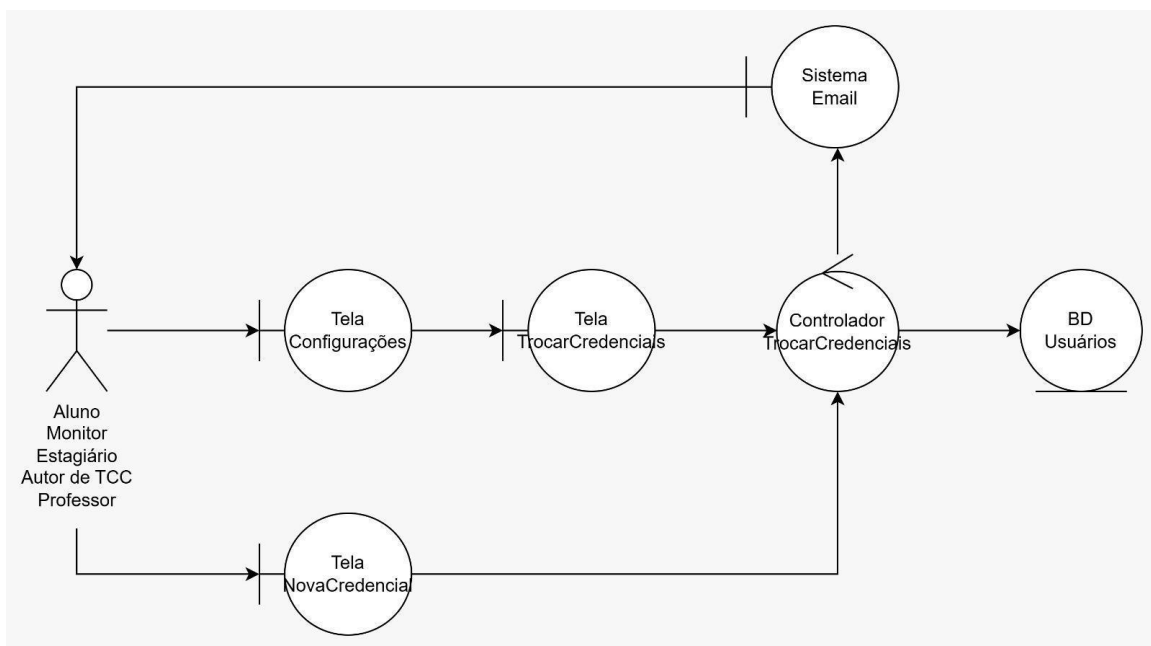 Sistema
Email
Tela
Configurações
Tela
TrocarCredenciais
Controlador
TrocarCredenciais
BD
Usuários
Aluno
Monitor
Estagiário
Autor de TCC
Professor
Tela
NovaCredencial